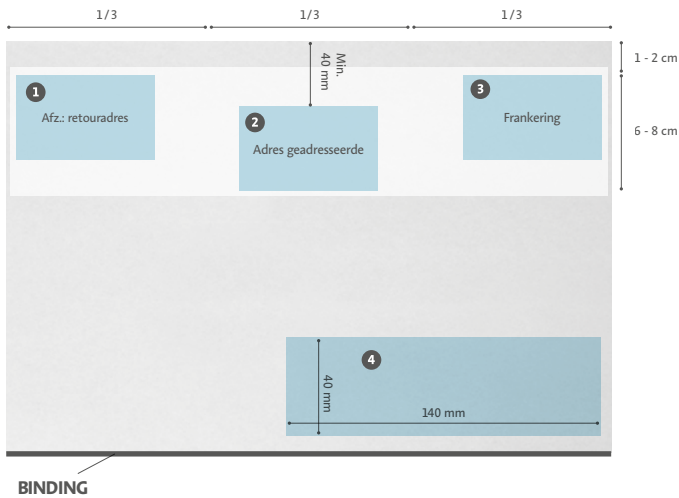 1/3
1/3
1/3
1 - 2 cm
Min.
40 mm
1
Afz.: retouradres
2
Adres geadresseerde
3
Frankering
6 - 8 cm
4
40 mm
140 mm
BINDING